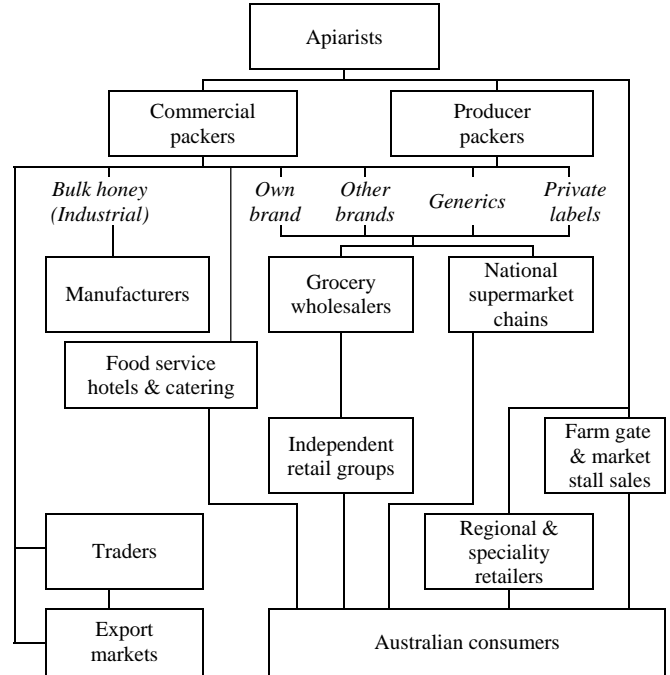 Apiarists
Commercial
packers
Producer
packers
Bulk honey
(Industrial)
Own
brand
Other
brands
Generics
Private
labels
Manufacturers
Grocery
wholesalers
National
supermarket
chains
Food service
hotels & catering
Independent
retail groups
Farm gate
& market
stall sales
Traders
Regional &
speciality
retailers
Export
markets
Australian consumers